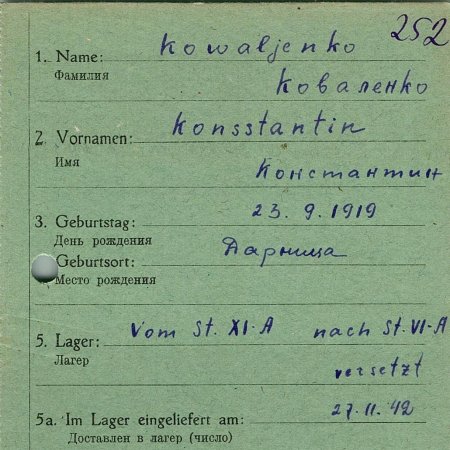 252
1. Name: Kowaljenko
Фамилия
Коваленко
2. Vornamen: Konsstantin
Имя
Константин
3. Geburtstag: 23. 9. 1919
День рождения
Geburtsort: Дарница
Место рождения
5. Lager: Vom St. XI-A nach St. VI-A
Лагер
versetzt
5a. Im Lager eingeliefert am: 27.11.42
Доставлен в лагер (число)